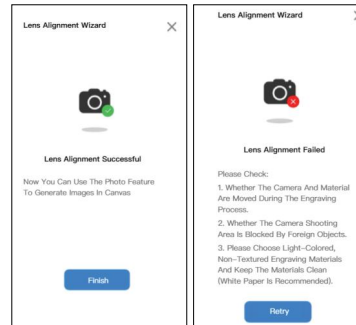 Lens Alignment Wizard
Lens Alignment Successful
Now You Can Use The Photo Feature
To Generate Images In Canvas
Finish
Lens Alignment Wizard
Lens Alignment Failed
Please Check:
1. Whether The Camera And Material
Are Moved During The Engraving
Process.
2. Whether The Camera Shooting
Area Is Blocked By Foreign Objects.
3. Please Choose Light-Colored,
Non-Textured Engraving Materials
And Keep The Materials Clean
(White Paper Is Recommended).
Retry